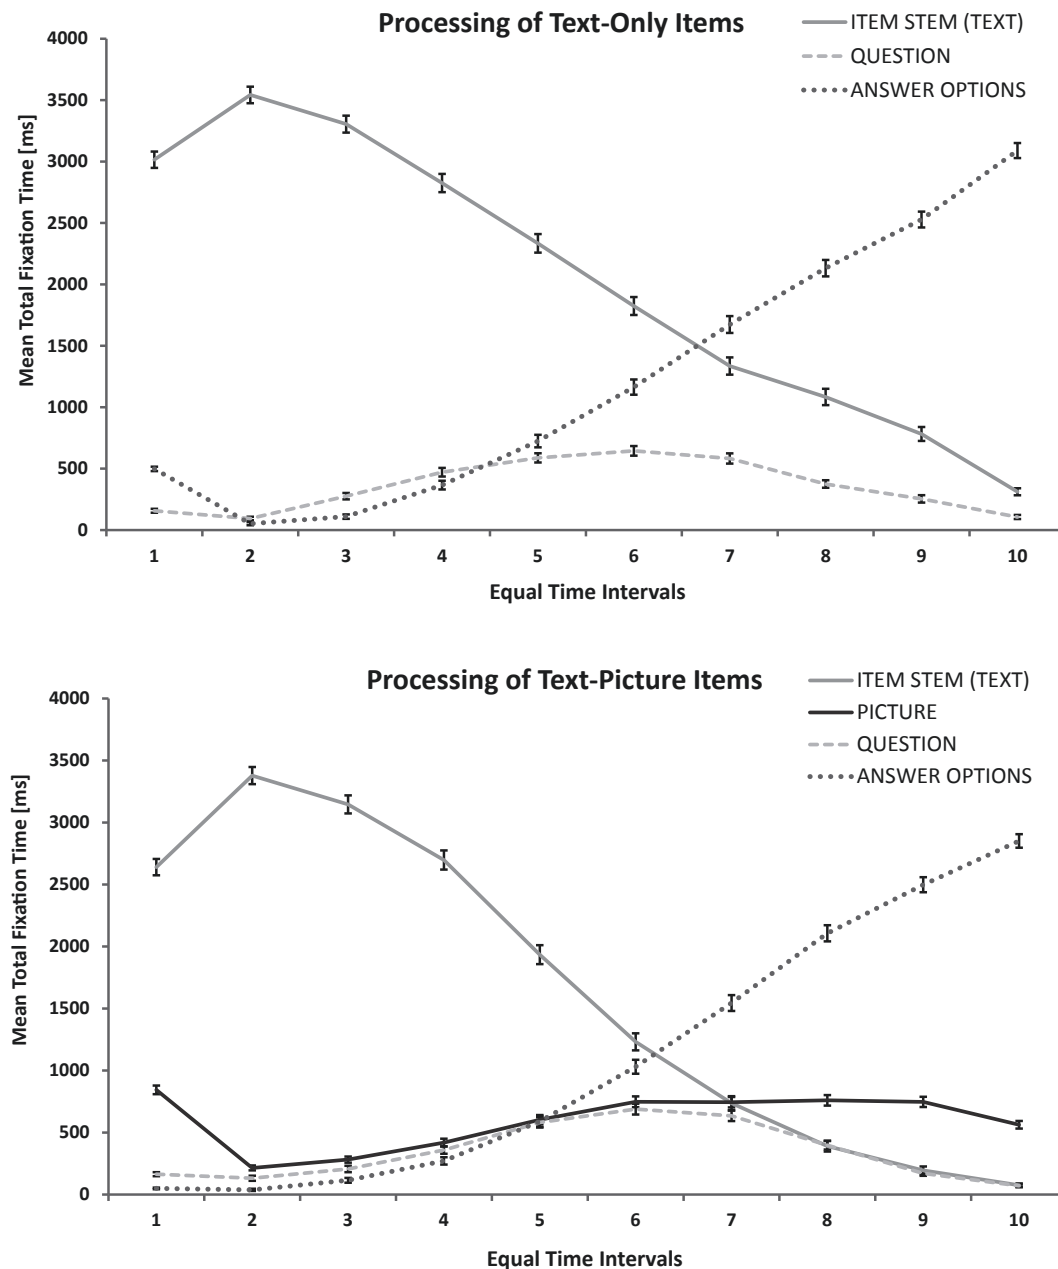 Processing of Text-Only Items
ITEM STEM (TEXT)
QUESTION
ANSWER OPTIONS
Mean Total Fixation Time [ms]
4000
3500
3000
2500
2000
1500
1000
500
0
1 2 3 4 5 6 7 8 9 10
Equal Time Intervals
Processing of Text-Picture Items
ITEM STEM (TEXT)
PICTURE
QUESTION
ANSWER OPTIONS
Mean Total Fixation Time [ms]
4000
3500
3000
2500
2000
1500
1000
500
0
1 2 3 4 5 6 7 8 9 10
Equal Time Intervals